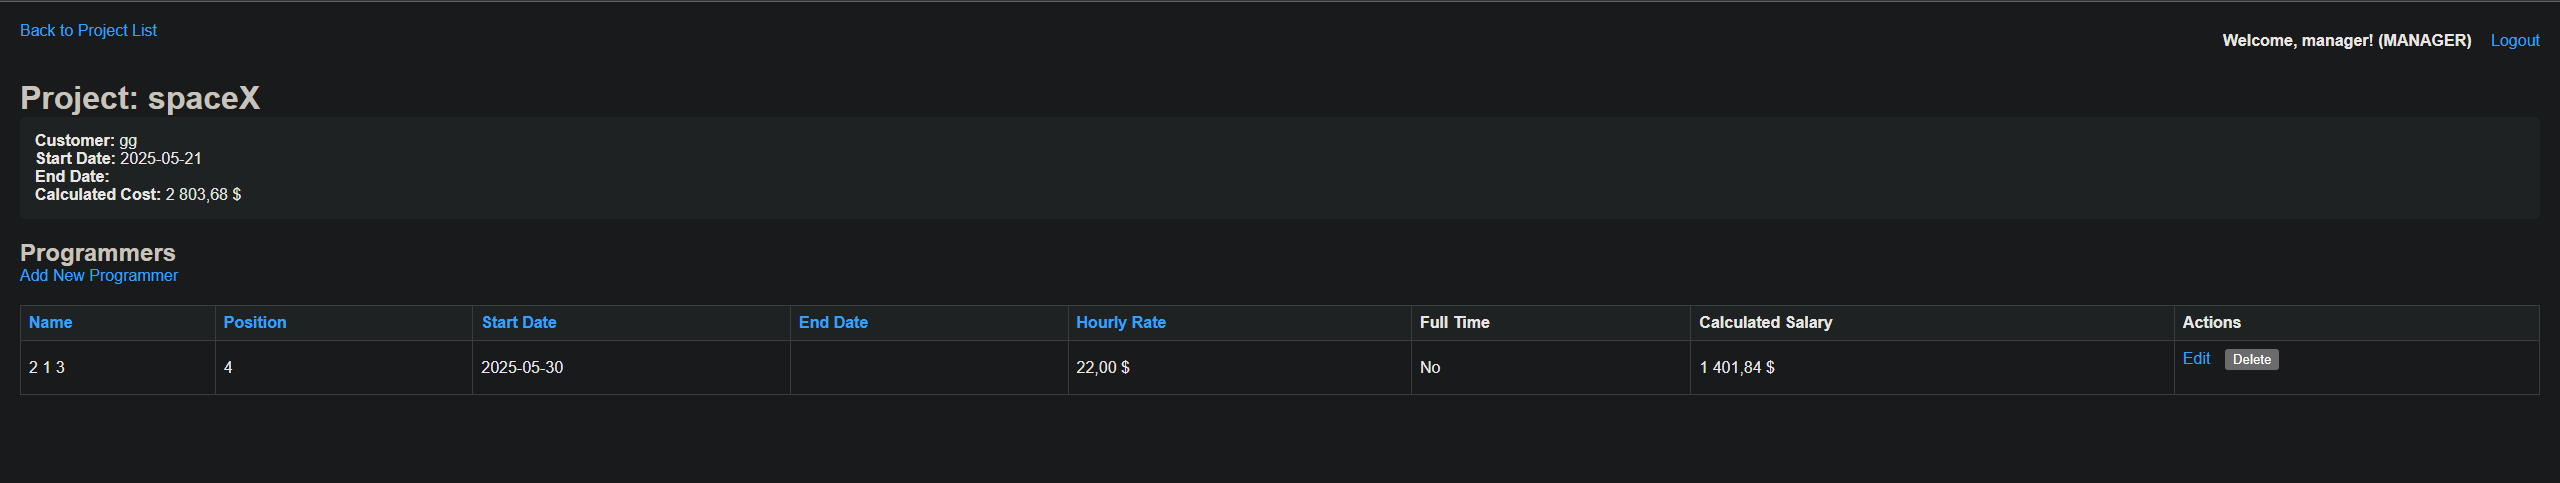 Back to Project List
Welcome, manager! (MANAGER) Logout
Project: spaceX
Customer: gg
Start Date: 2025-05-21
End Date:
Calculated Cost: 2 803,68 $
Programmers
Add New Programmer
Name Position Start Date End Date Hourly Rate Full Time Calculated Salary Actions
2 1 3 4 2025-05-30 22,00 $ No 1 401,84 $ Edit Delete